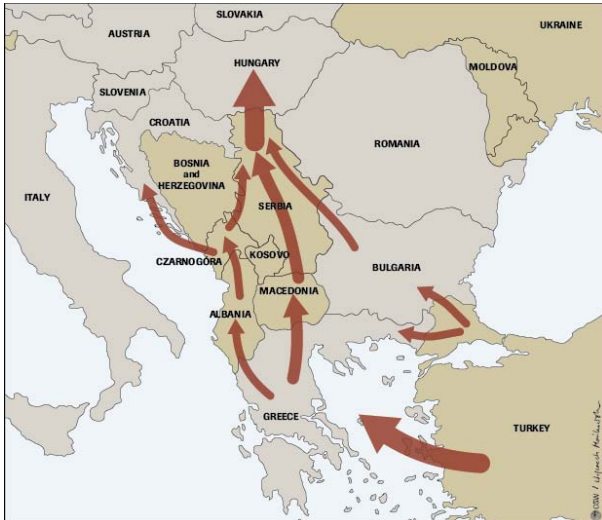 SLOVAKIA
UKRAINE
AUSTRIA
MOLDOVA
HUNGARY
SLOVENIA
CROATIA
ROMANIA
BOSNIA
and
HERZEGOVINA
ITALY
SERBIA
CZARNOGÓRA
KOSOVO
BULGARIA
MACEDONIA
ALBANIA
GREECE
TURKEY
© OSW /